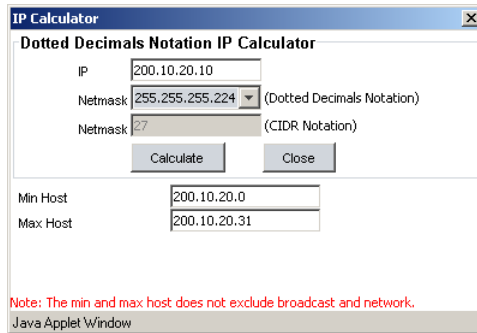 IP Calculator
Dotted Decimals Notation IP Calculator
IP 200.10.20.10
Netmask 255.255.255.224 (Dotted Decimals Notation)
Netmask 27 (CIDR Notation)
Calculate Close
Min Host 200.10.20.0
Max Host 200.10.20.31
Note: The min and max host does not exclude broadcast and network.
Java Applet Window